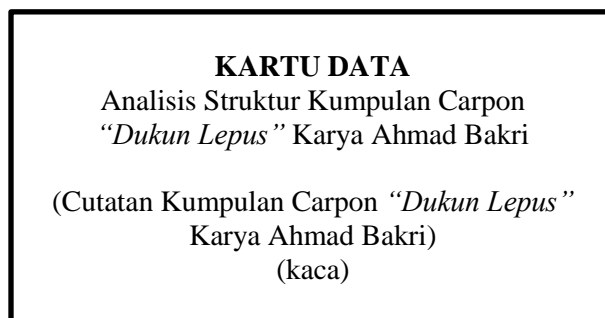 KARTU DATA
Analisis Struktur Kumpulan Carpon
“Dukun Lepus” Karya Ahmad Bakri
(Cutatan Kumpulan Carpon “Dukun Lepus”
Karya Ahmad Bakri)
(kaca)